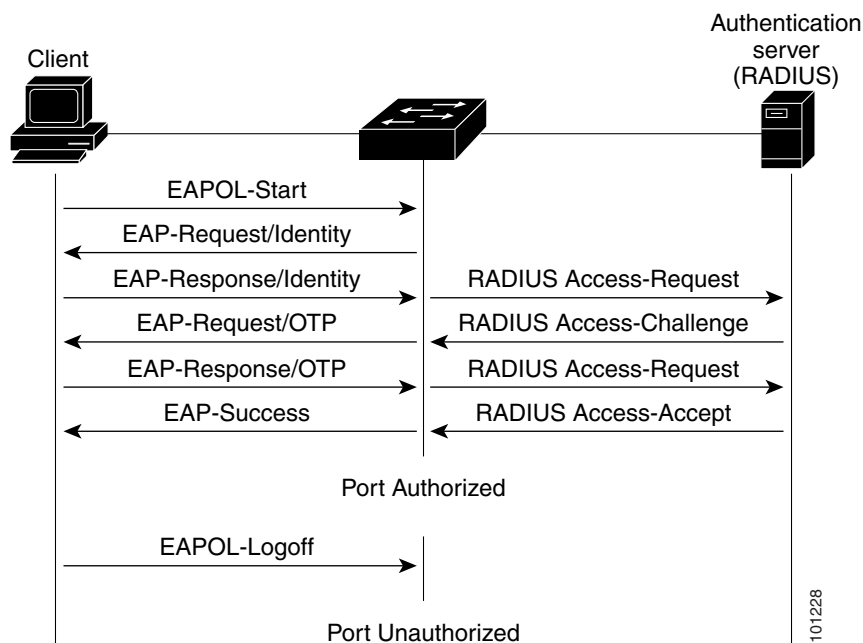 Client
Authentication
server
(RADIUS)
EAPOL-Start
EAP-Request/Identity
EAP-Response/Identity
RADIUS Access-Request
EAP-Request/OTP
RADIUS Access-Challenge
EAP-Response/OTP
RADIUS Access-Request
EAP-Success
RADIUS Access-Accept
Port Authorized
EAPOL-Logoff
Port Unauthorized
101228